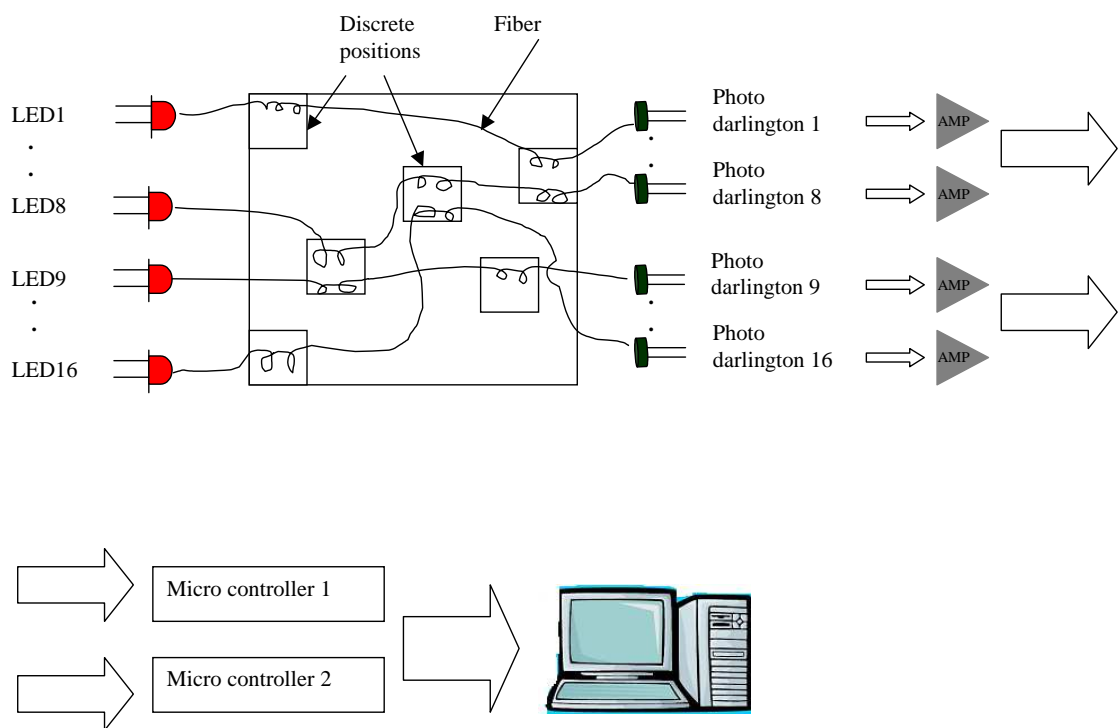 Discrete
positions
Fiber
LED1
.
.
LED8
LED9
.
.
LED16
Photo
darlington 1
. .
Photo
darlington 8
Photo
darlington 9
.
.
Photo
darlington 16
AMP
AMP
AMP
AMP
Micro controller 1
Micro controller 2